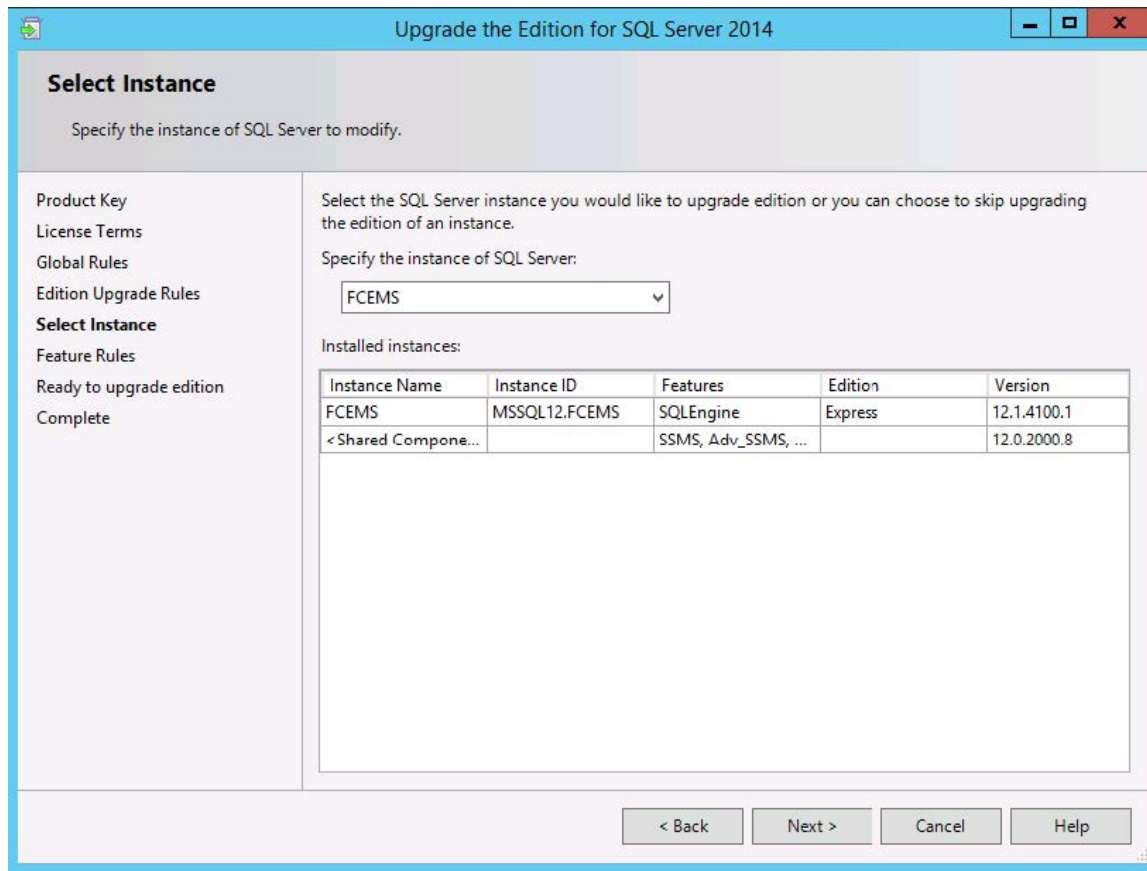 Upgrade the Edition for SQL Server 2014
Select Instance
Specify the instance of SQL Server to modify.
Product Key
License Terms
Global Rules
Edition Upgrade Rules
Select Instance
Feature Rules
Ready to upgrade edition
Complete
Select the SQL Server instance you would like to upgrade edition or you can choose to skip upgrading
the edition of an instance.
Specify the instance of SQL Server:
FCEMS
Installed instances:
Instance Name Instance ID Features Edition Version
FCEMS MSSQL12.FCEMS SQLEngine Express 12.1.4100.1
<Shared Compone... SSMS, Adv_SSMS, ... 12.0.2000.8
< Back Next > Cancel Help